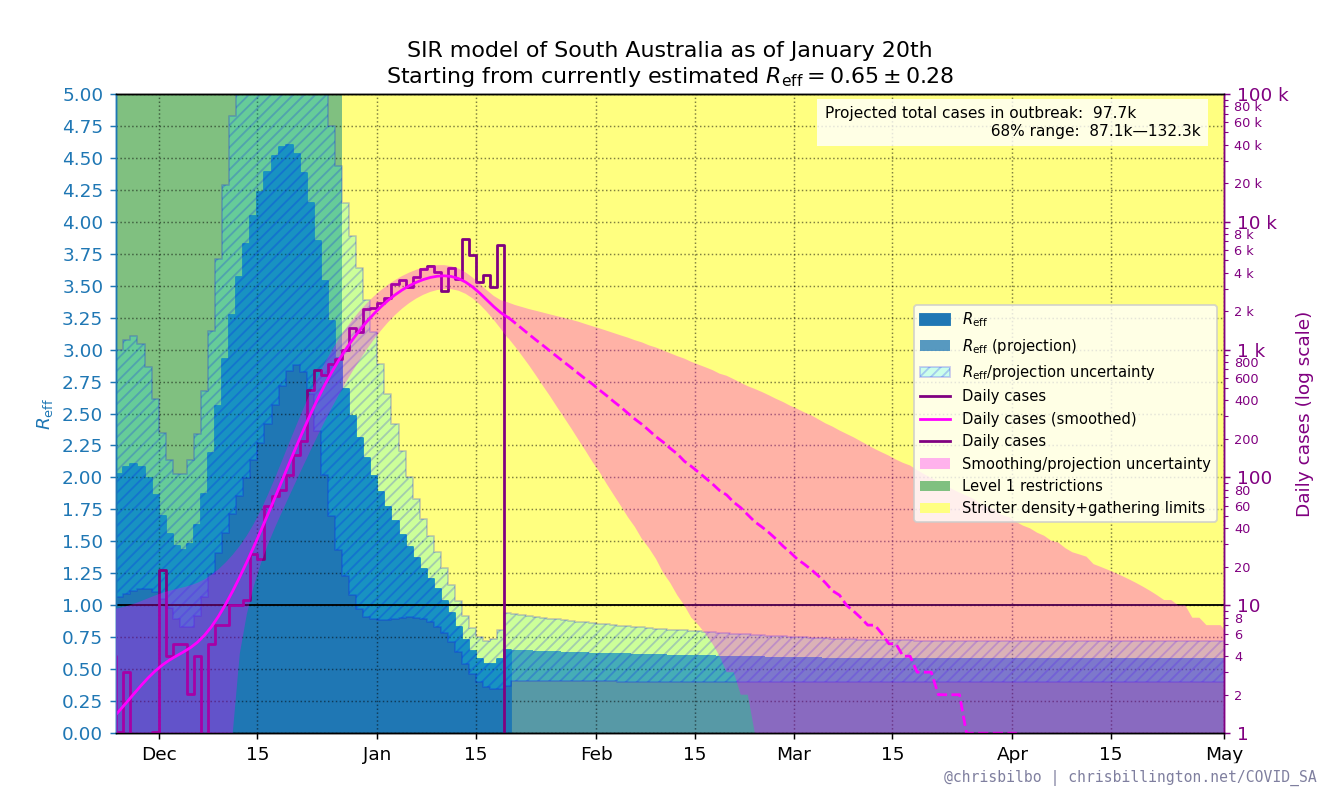 SIR model of South Australia as of January 20th
Starting from currently estimated R_eff = 0.65 ± 0.28
Projected total cases in outbreak: 97.7k
68% range: 87.1k—132.3k
5.00
4.75
4.50
4.25
4.00
3.75
3.50
3.25
3.00
2.75
2.50
2.25
2.00
1.75
1.50
1.25
1.00
0.75
0.50
0.25
0.00
R_eff
R_eff
R_eff (projection)
R_eff/projection uncertainty
Daily cases
Daily cases (smoothed)
Daily cases
Smoothing/projection uncertainty
Level 1 restrictions
Stricter density+gathering limits
100 k
80 k
60 k
40 k
20 k
10 k
8 k
6 k
4 k
2 k
1 k
800
600
400
200
100
80
60
40
20
10
8
6
4
2
1
Daily cases (log scale)
Dec 15 Jan 15 Feb 15 Mar 15 Apr 15 May
@chrisbilbo | chrisbillington.net/COVID_SA